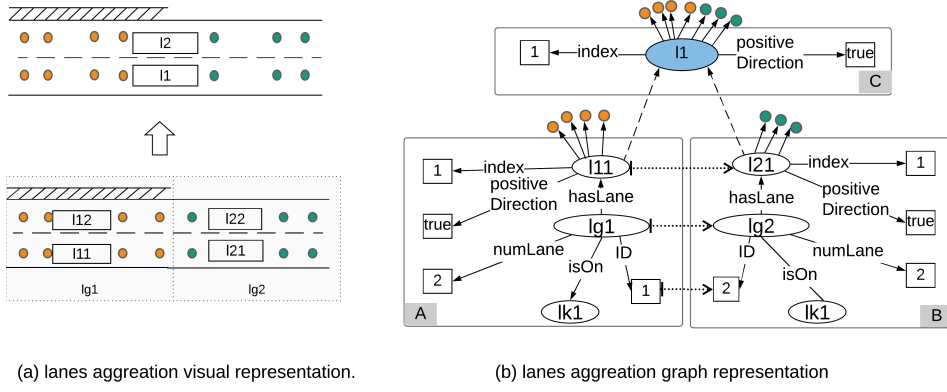 l2
l1
l12
l22
l11
l21
lg1
lg2
(a) lanes aggreation visual representation.
1
index
l1
positive
Direction
true
C
1
index
l11
positive
Direction
true
hasLane
lg1
numLane
2
isOn
ID
1
lk1
A
l21
index
1
positive
Direction
true
hasLane
lg2
numLane
2
ID
isOn
2
lk1
B
(b) lanes aggreation graph representation